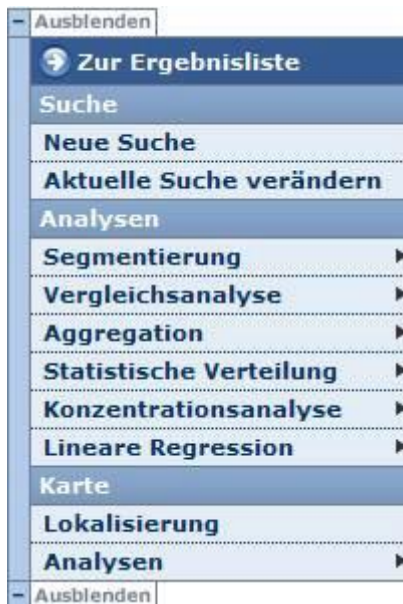 Ausblenden
Zur Ergebnisliste
Suche
Neue Suche
Aktuelle Suche verändern
Analysen
Segmentierung
Vergleichsanalyse
Aggregation
Statistische Verteilung
Konzentrationsanalyse
Lineare Regression
Karte
Lokalisierung
Analysen
Ausblenden